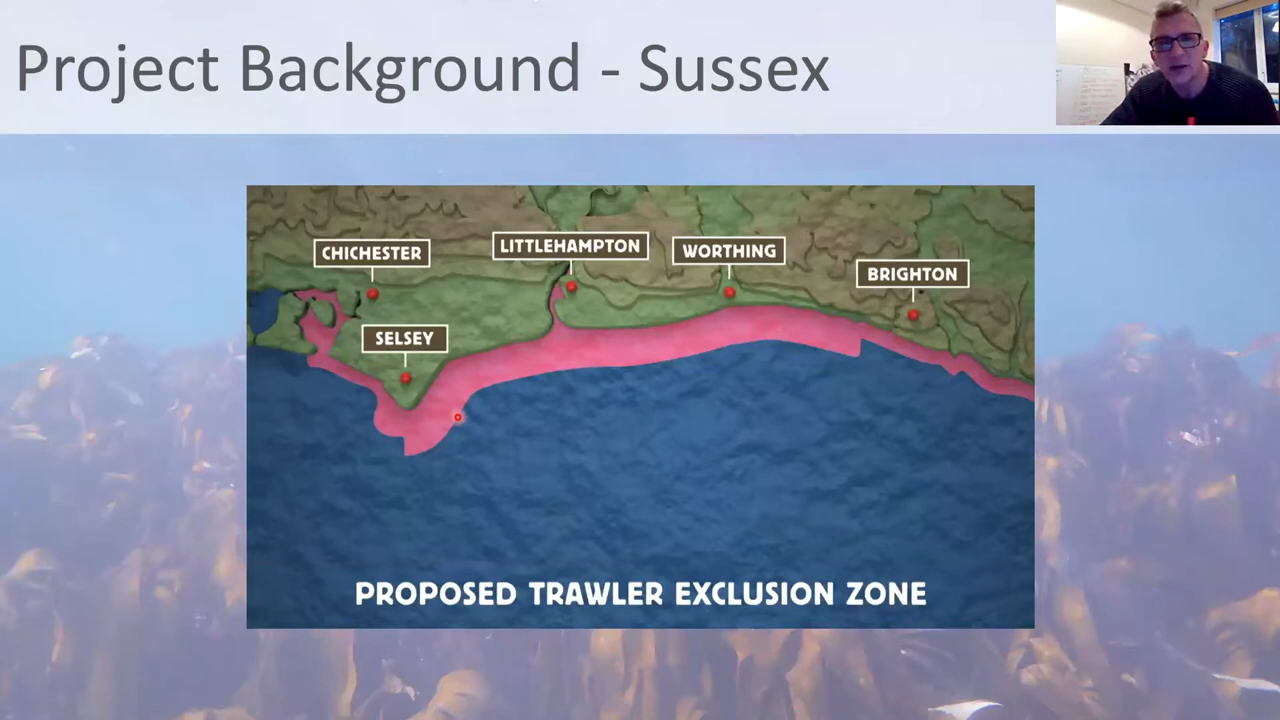 Project Background - Sussex
CHICHESTER
LITTLEHAMPTON
WORTHING
BRIGHTON
SELSEY
PROPOSED TRAWLER EXCLUSION ZONE